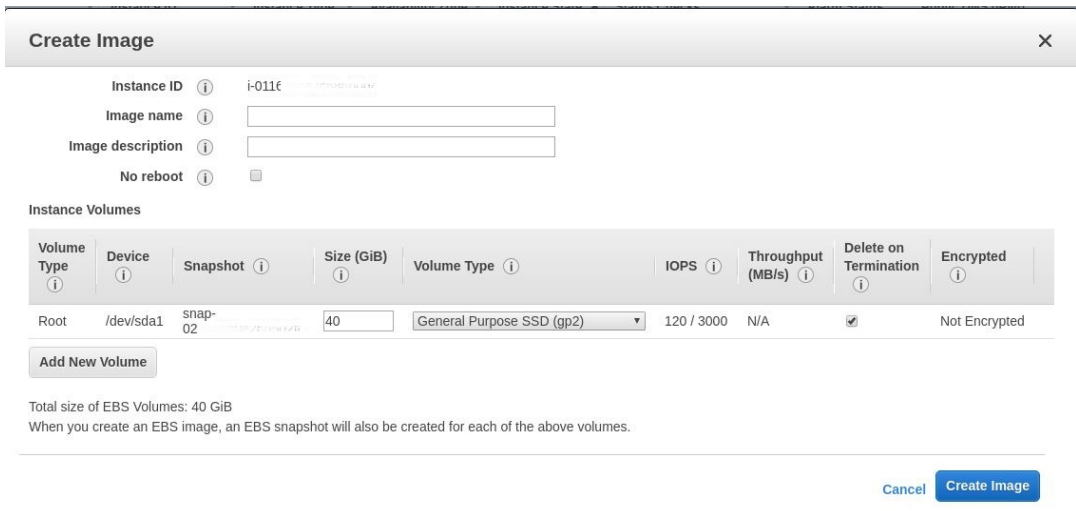 Create Image
Instance ID
i-0116
Image name
Image description
No reboot
Instance Volumes
Volume Type Device Snapshot Size (GiB) Volume Type IOPS Throughput (MB/s) Delete on Termination Encrypted
Root /dev/sda1 snap-02 40 General Purpose SSD (gp2) 120 / 3000 N/A Not Encrypted
Add New Volume
Total size of EBS Volumes: 40 GiB
When you create an EBS image, an EBS snapshot will also be created for each of the above volumes.
Cancel Create Image